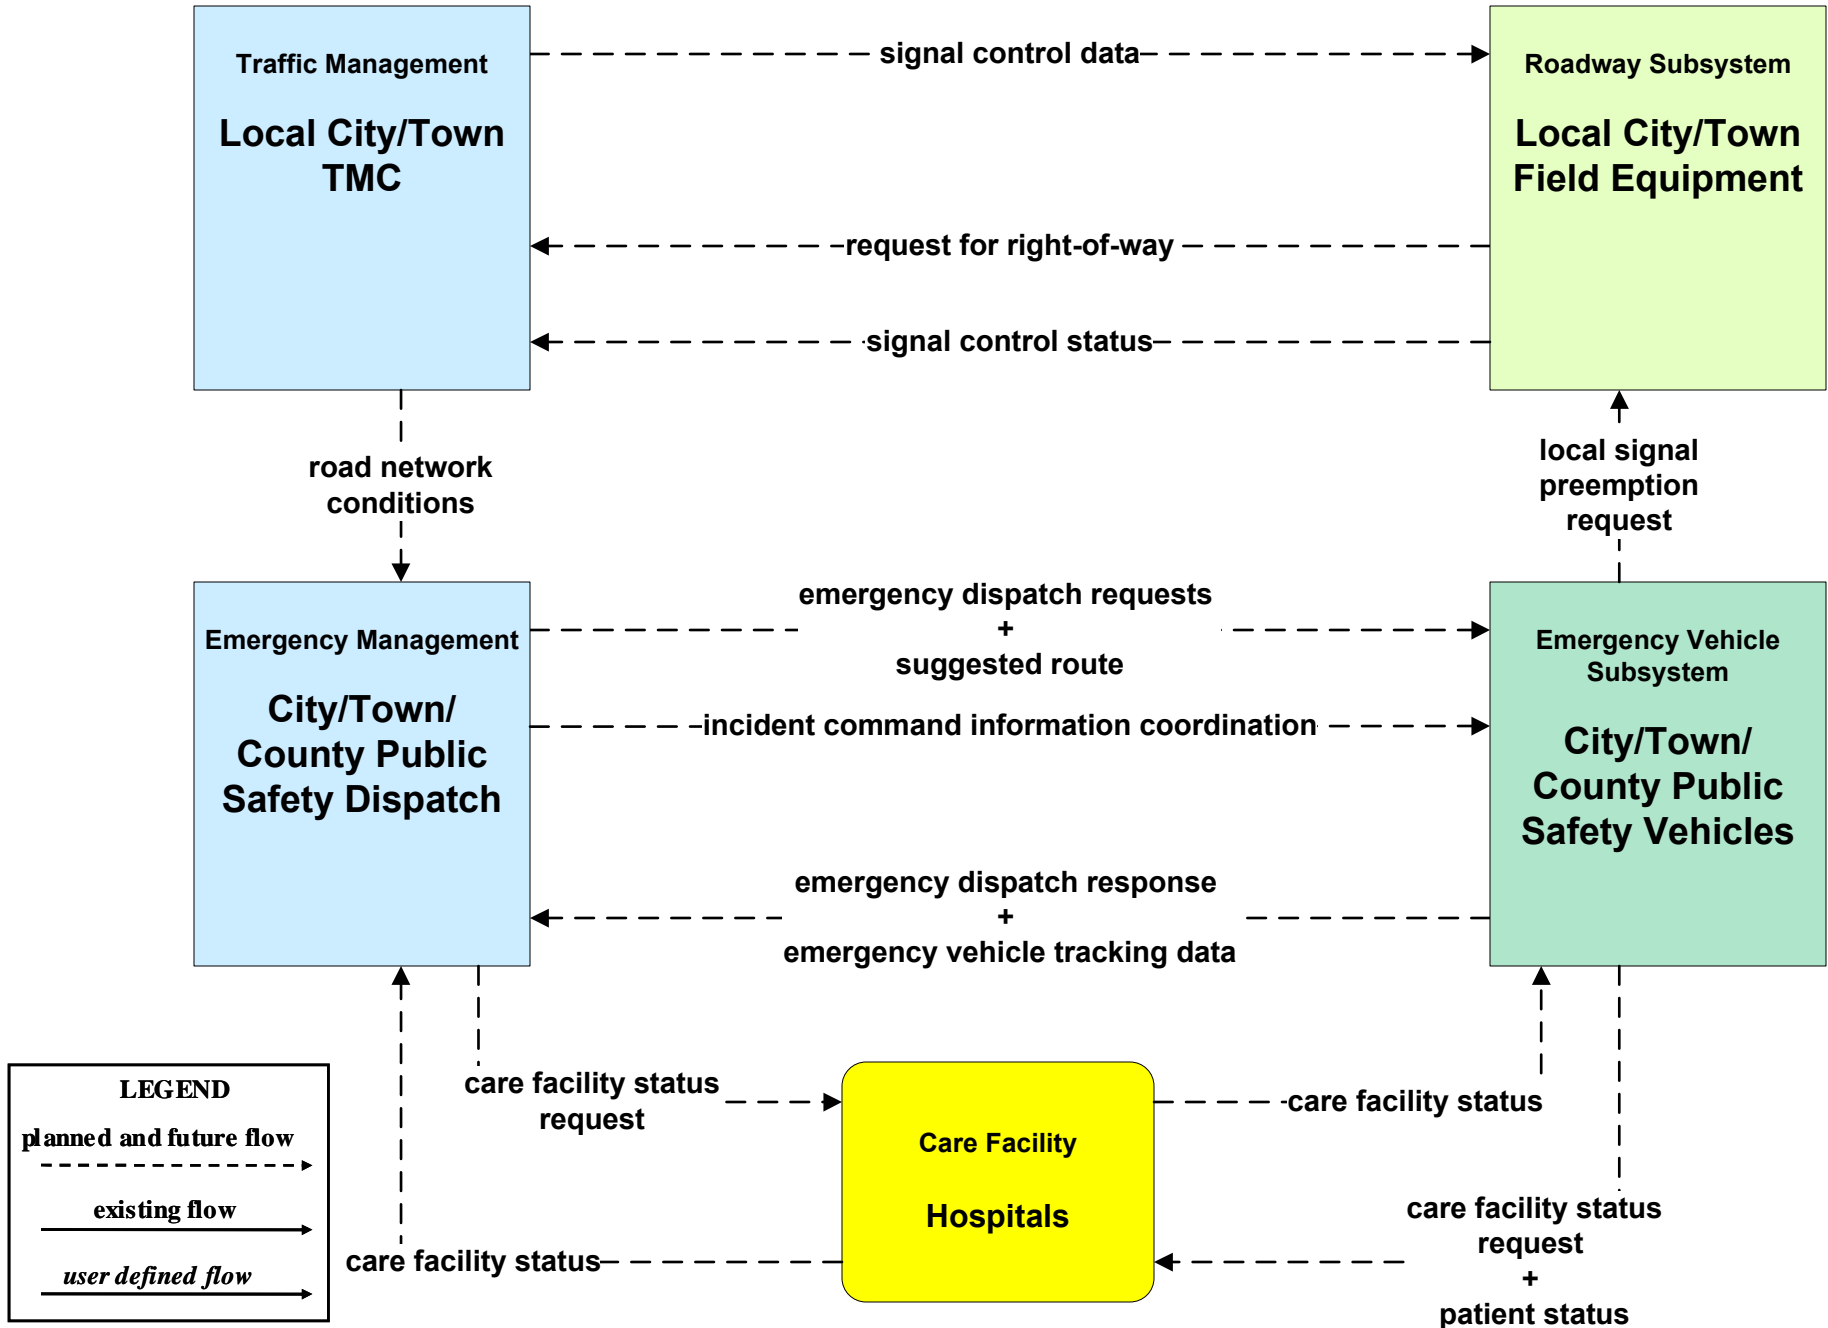 Traffic Management
Local City/Town
TMC
signal control data
request for right-of-way
signal control status
Roadway Subsystem
Local City/Town
Field Equipment
road network
conditions
local signal
preemption
request
Emergency Management
City/Town/
County Public
Safety Dispatch
emergency dispatch requests
+
suggested route
incident command information coordination
emergency dispatch response
+
emergency vehicle tracking data
Emergency Vehicle
Subsystem
City/Town/
County Public
Safety Vehicles
LEGEND
planned and future flow
existing flow
user defined flow
care facility status
request
care facility status
Care Facility
Hospitals
care facility status
care facility status
request
+
patient status